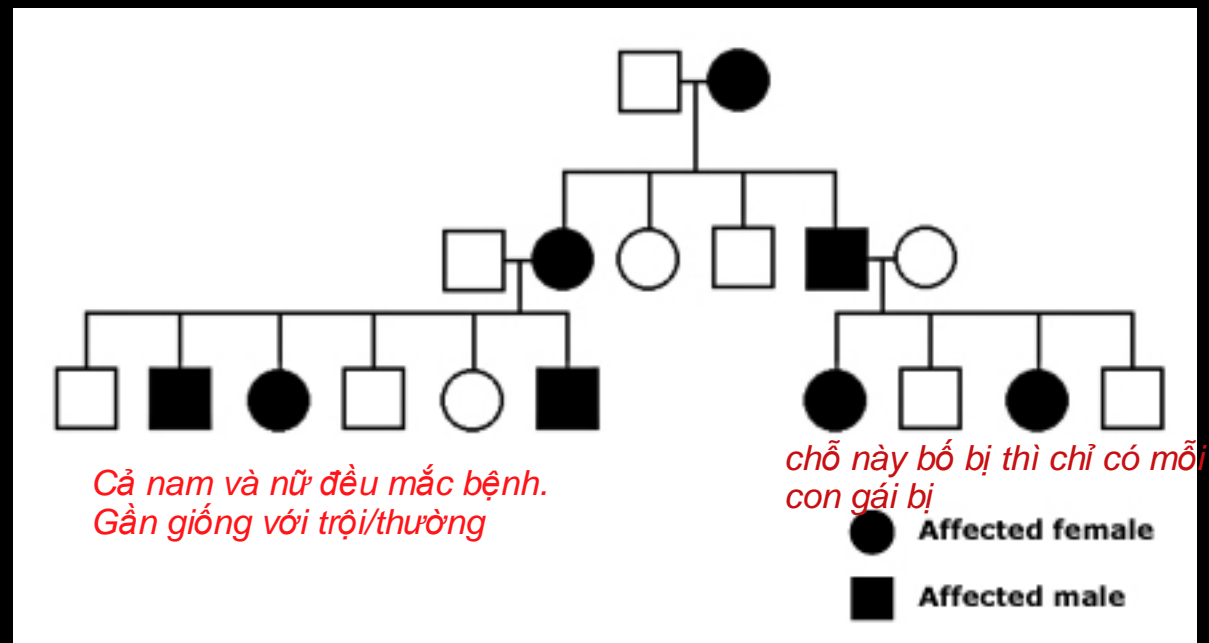 Cả nam và nữ đều mắc bệnh.
Gần giống với trội/thường
chỗ này bố bị thì chỉ có mỗi
con gái bị
Affected female
Affected male